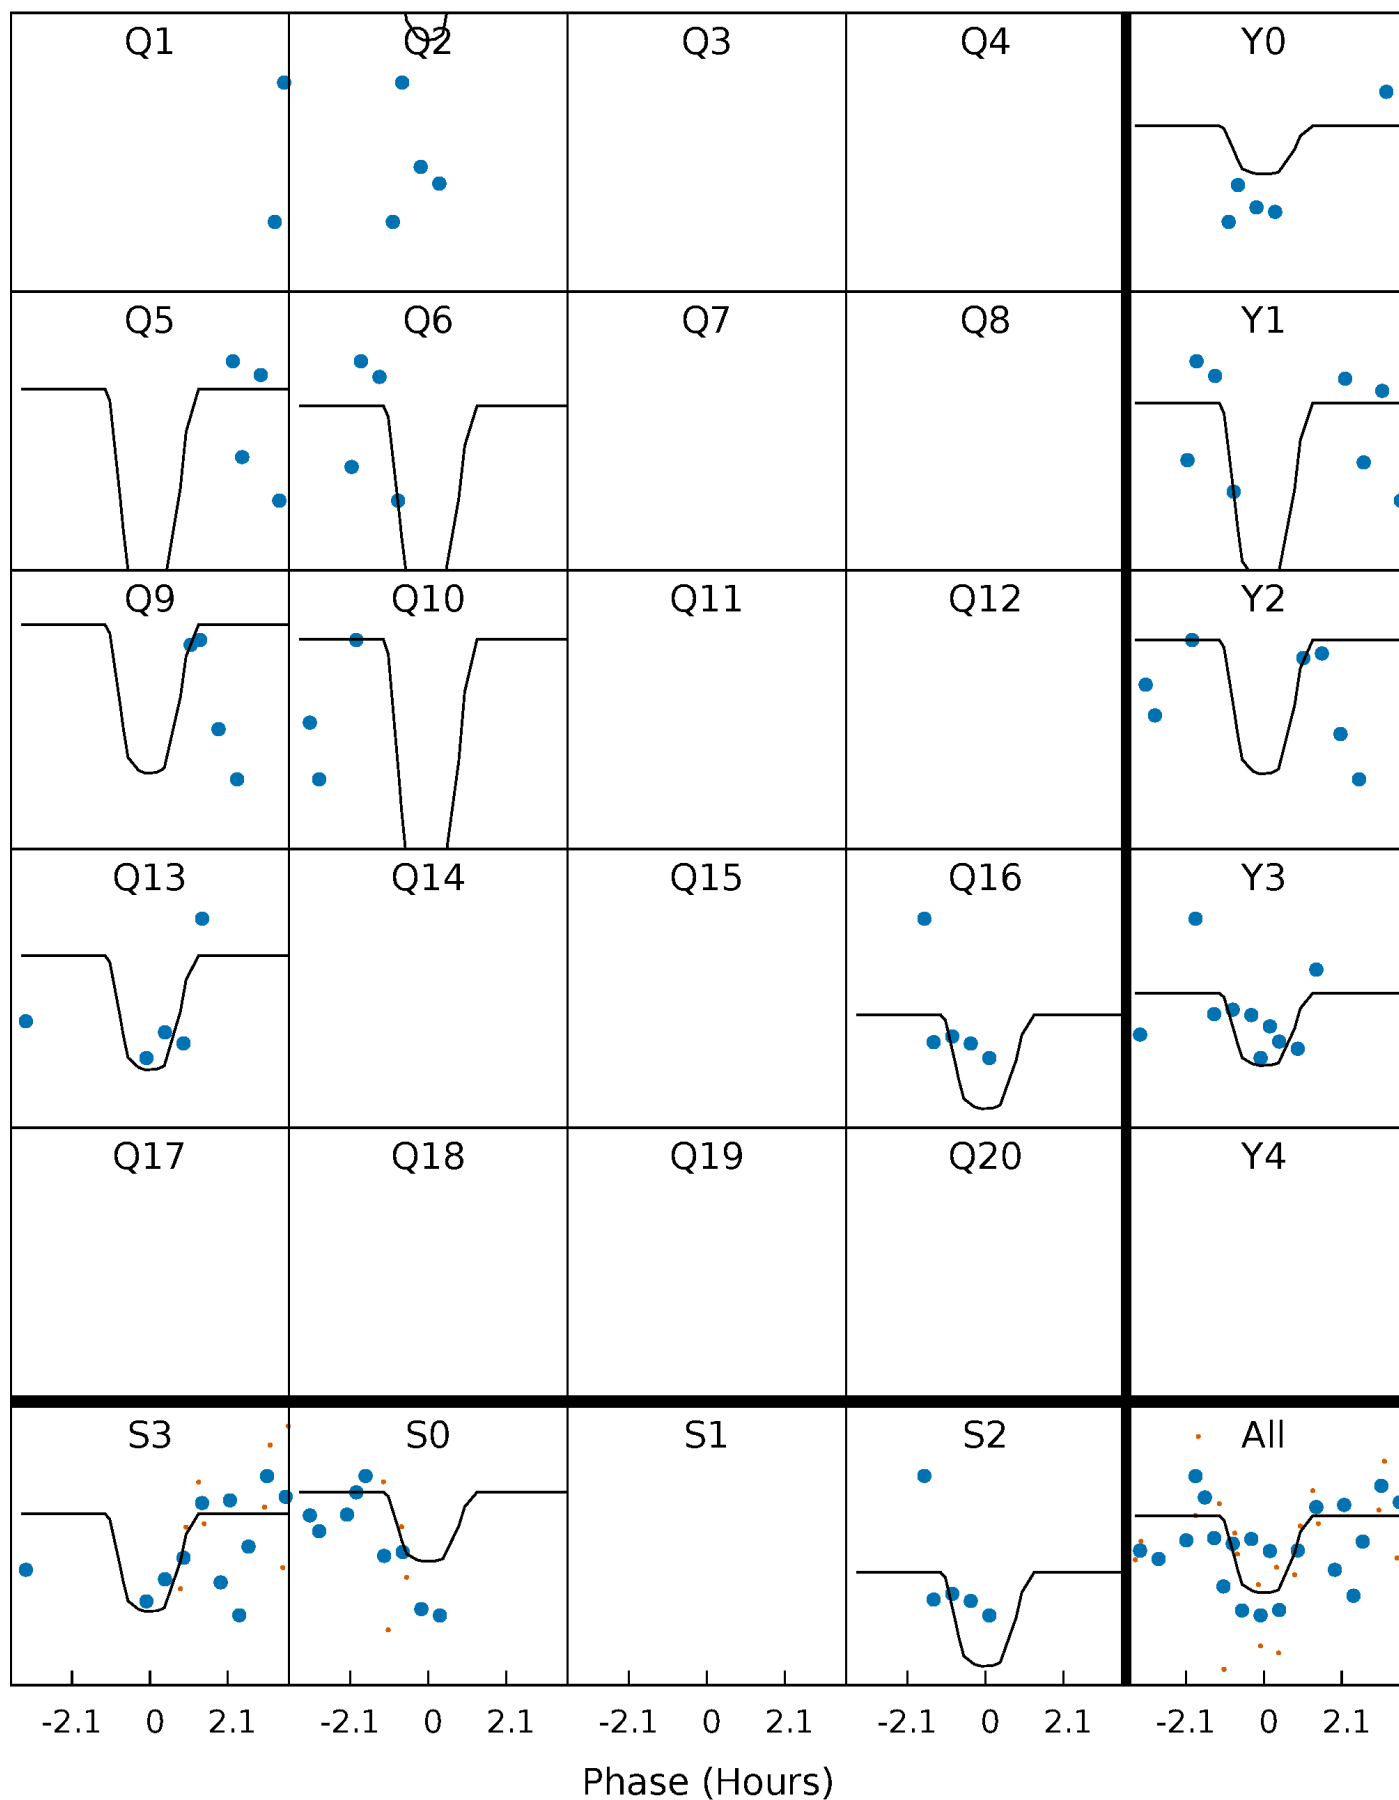 Q1 Q2 Q3 Q4 Y0
Q5 Q6 Q7 Q8 Y1
Q9 Q10 Q11 Q12 Y2
Q13 Q14 Q15 Q16 Y3
Q17 Q18 Q19 Q20 Y4
S3 S0 S1 S2 All
-2.1 0 2.1 -2.1 0 2.1 -2.1 0 2.1 -2.1 0 2.1 -2.1 0 2.1
Phase (Hours)